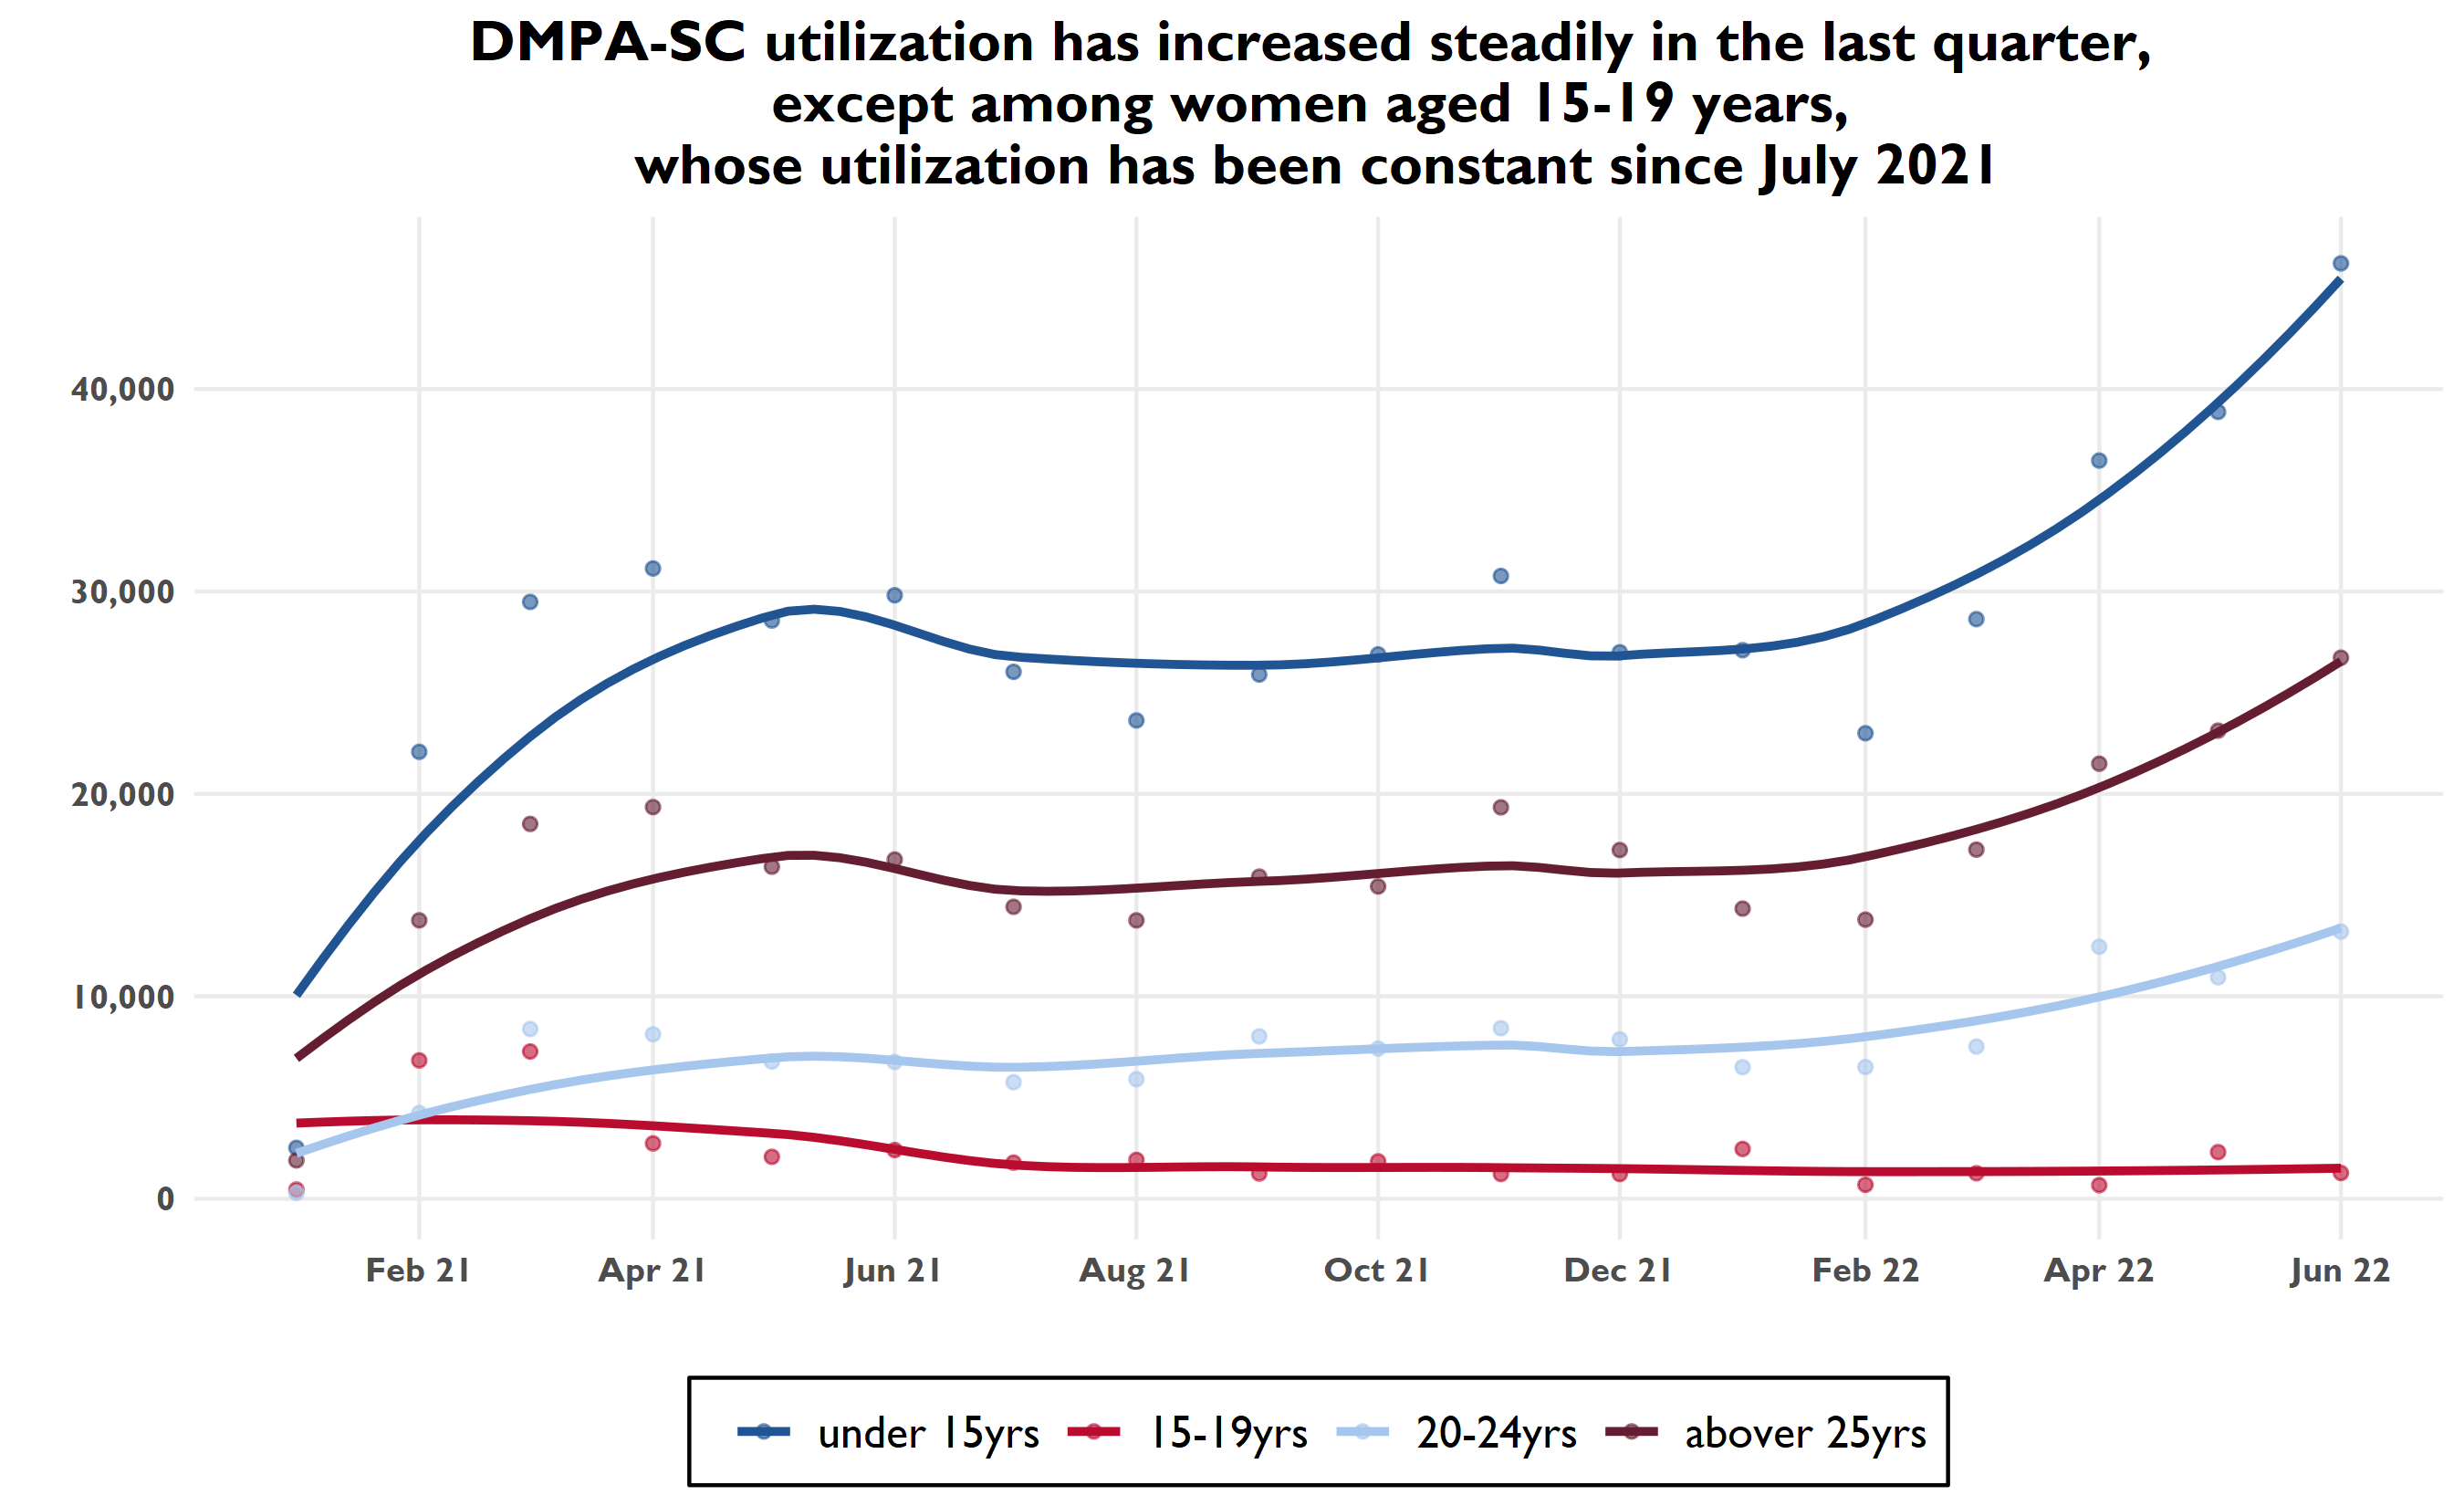 DMPA-SC utilization has increased steadily in the last quarter,
except among women aged 15-19 years,
whose utilization has been constant since July 2021
40,000
30,000
20,000
10,000
0
Feb 21 Apr 21 Jun 21 Aug 21 Oct 21 Dec 21 Feb 22 Apr 22 Jun 22
under 15yrs 15-19yrs 20-24yrs abover 25yrs